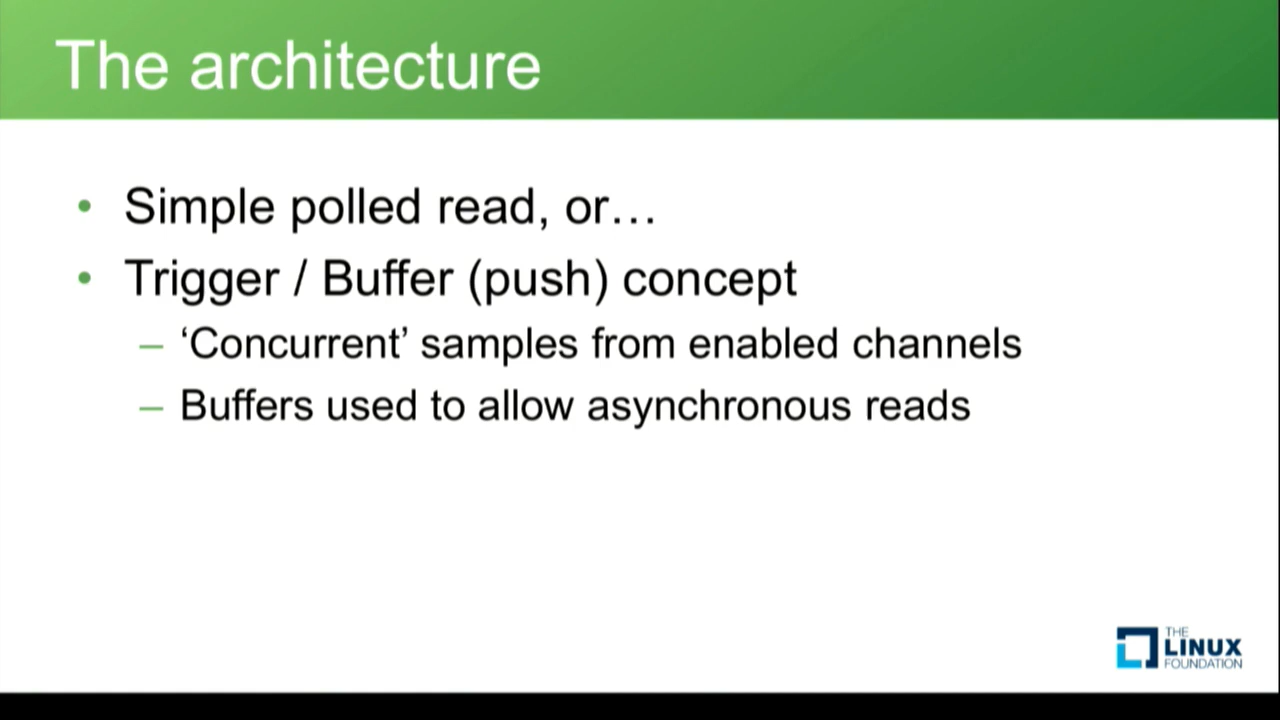 The architecture
• Simple polled read, or…
• Trigger / Buffer (push) concept
– ‘Concurrent’ samples from enabled channels
– Buffers used to allow asynchronous reads
THE
LINUX
FOUNDATION